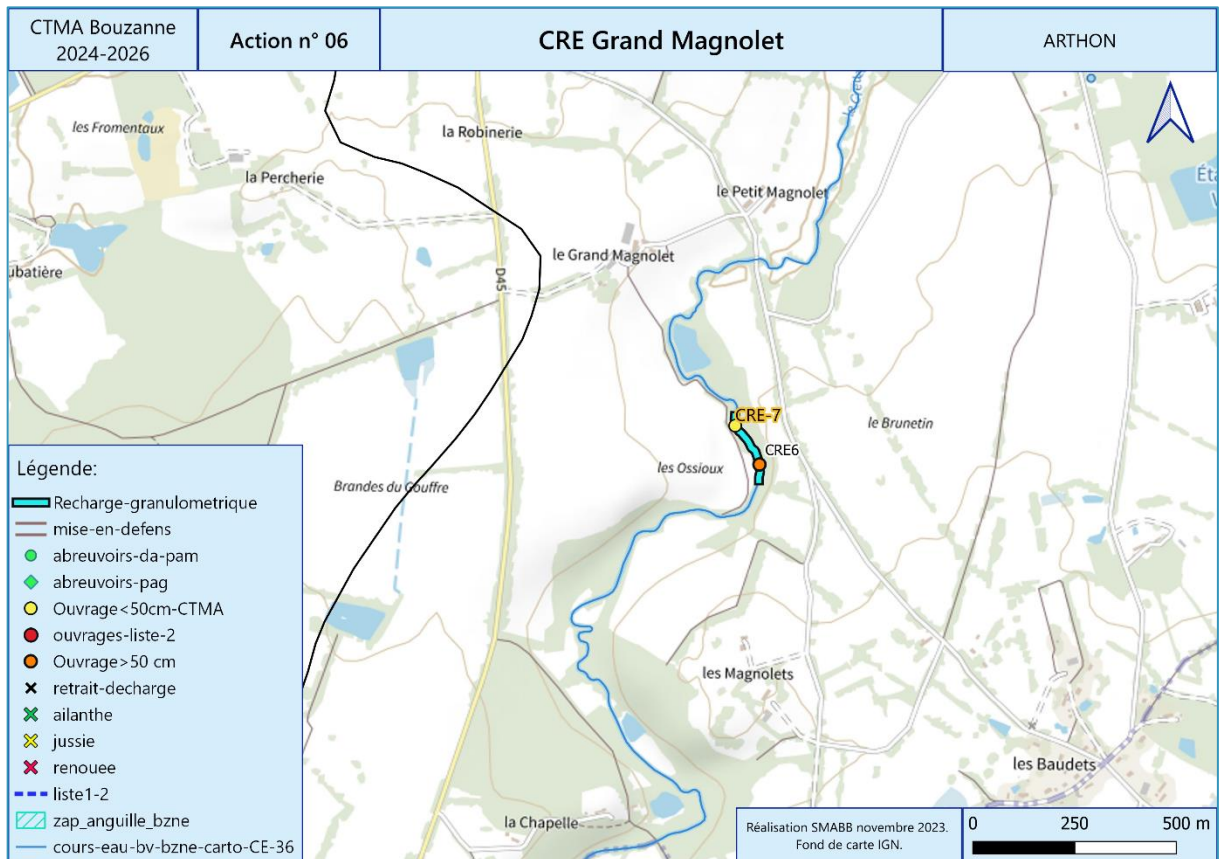 CTMA Bouzanne
2024-2026
Action n° 06
CRE Grand Magnolet
ARTHON
les Fromentaux
la Robinerie
la Percherie
le Petit Magnolet
le Grand Magnolet
ubatière
D45
Éta
CRE-7
CRE6
le Brunetin
les Ossioux
Brandes du Gouffre
les Magnolets
les Baudets
la Chapelle
Légende:
Recharge-granulometrique
mise-en-defens
abreuvoirs-da-pam
abreuvoirs-pag
Ouvrage<50cm-CTMA
ouvrages-liste-2
Ouvrage>50 cm
retrait-decharge
ailanthe
jussie
renouee
liste1-2
zap_anguille_bzne
cours-eau-bv-bzne-carto-CE-36
Réalisation SMABB novembre 2023.
Fond de carte IGN.
0 250 500 m